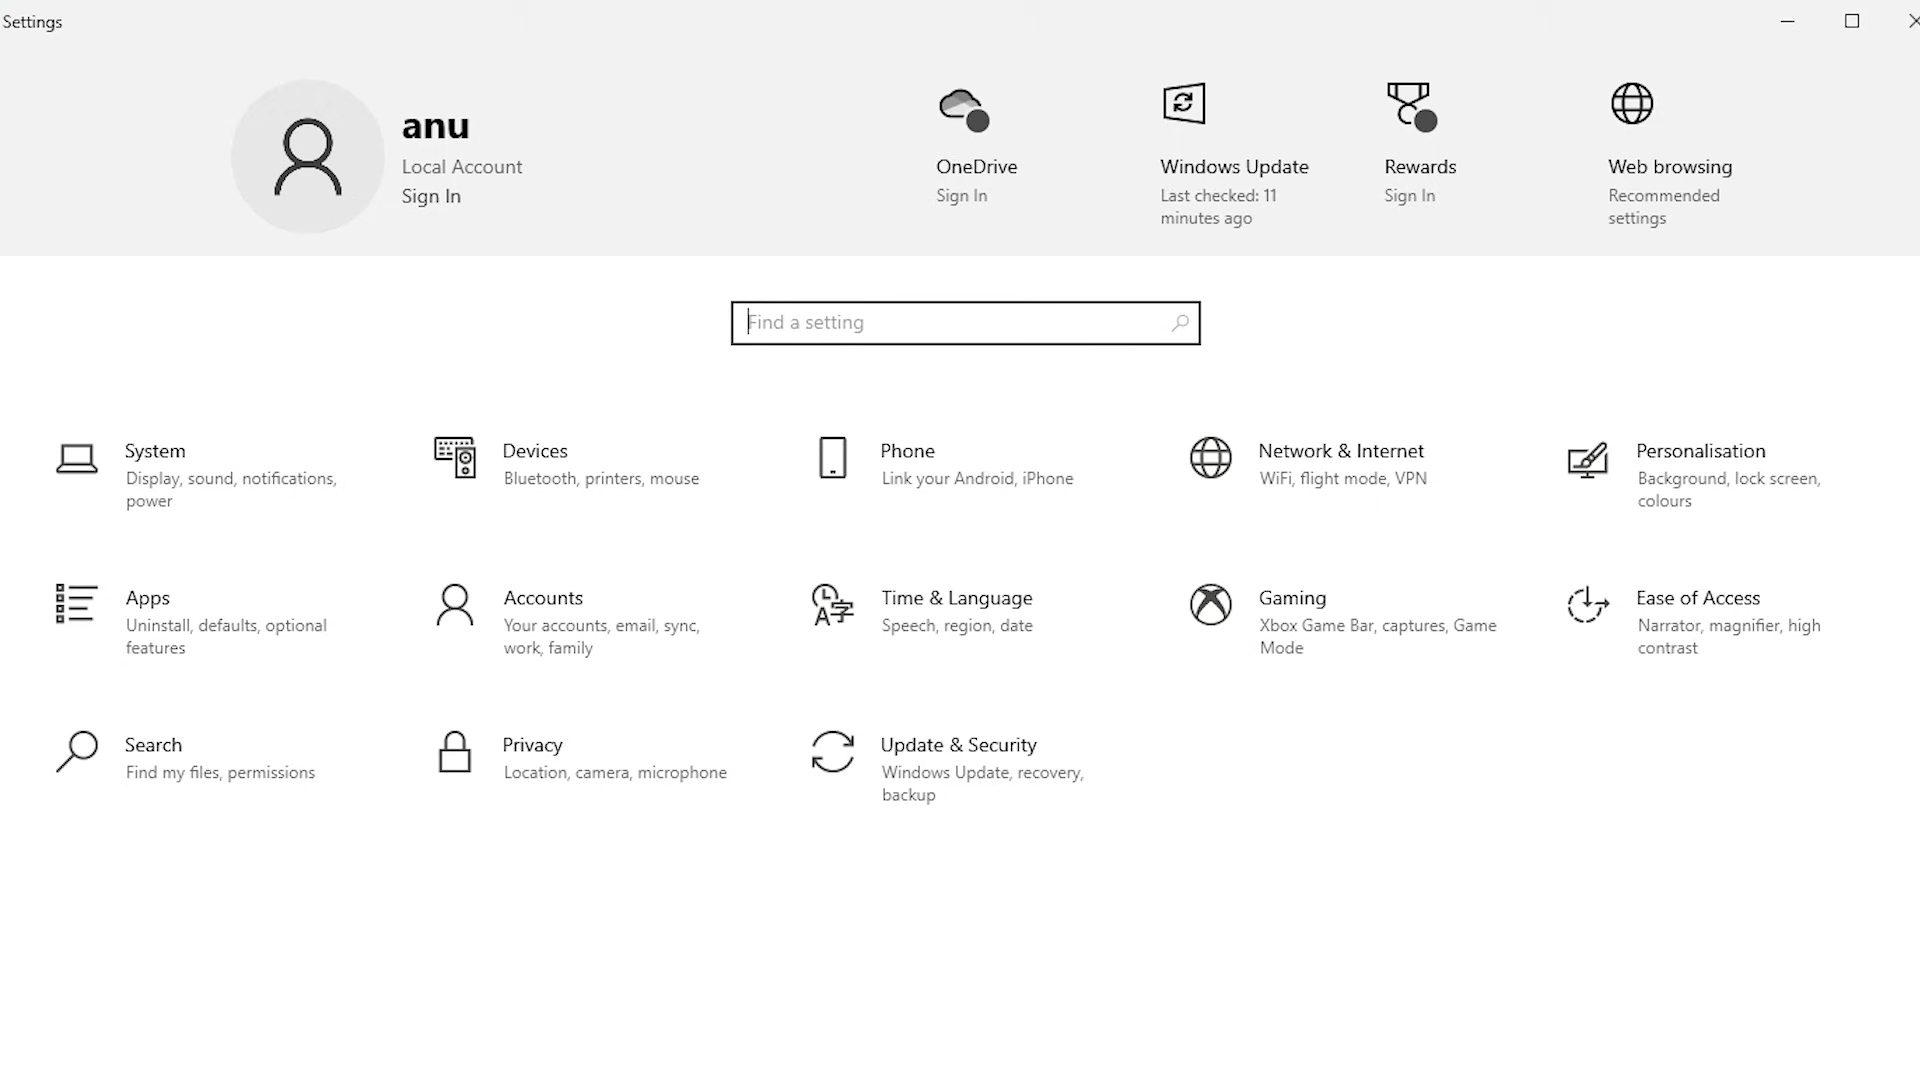 Settings
anu
Local Account
Sign In
OneDrive
Sign In
Windows Update
Last checked: 11
minutes ago
Rewards
Sign In
Web browsing
Recommended
settings
Find a setting
System
Display, sound, notifications,
power
Devices
Bluetooth, printers, mouse
Phone
Link your Android, iPhone
Network & Internet
WiFi, flight mode, VPN
Personalisation
Background, lock screen,
colours
Apps
Uninstall, defaults, optional
features
Accounts
Your accounts, email, sync,
work, family
Time & Language
Speech, region, date
Gaming
Xbox Game Bar, captures, Game
Mode
Ease of Access
Narrator, magnifier, high
contrast
Search
Find my files, permissions
Privacy
Location, camera, microphone
Update & Security
Windows Update, recovery,
backup